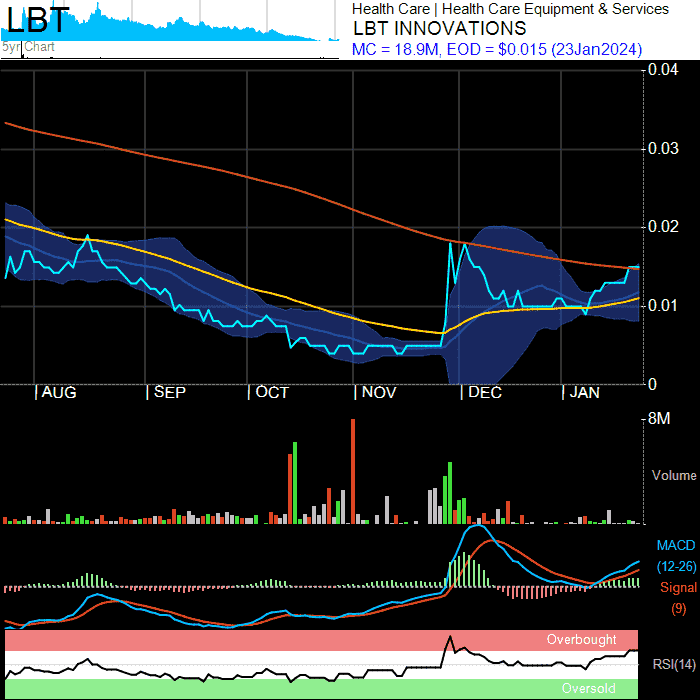 LBT
5yr Chart
Health Care | Health Care Equipment & Services
LBT INNOVATIONS
MC = 18.9M, EOD = $0.015 (23Jan2024)
0.04
0.03
0.02
0.01
0
| AUG | SEP | OCT | NOV | DEC | JAN
8M
Volume
MACD
(12-26)
Signal
(9)
Overbought
RSI(14)
Oversold